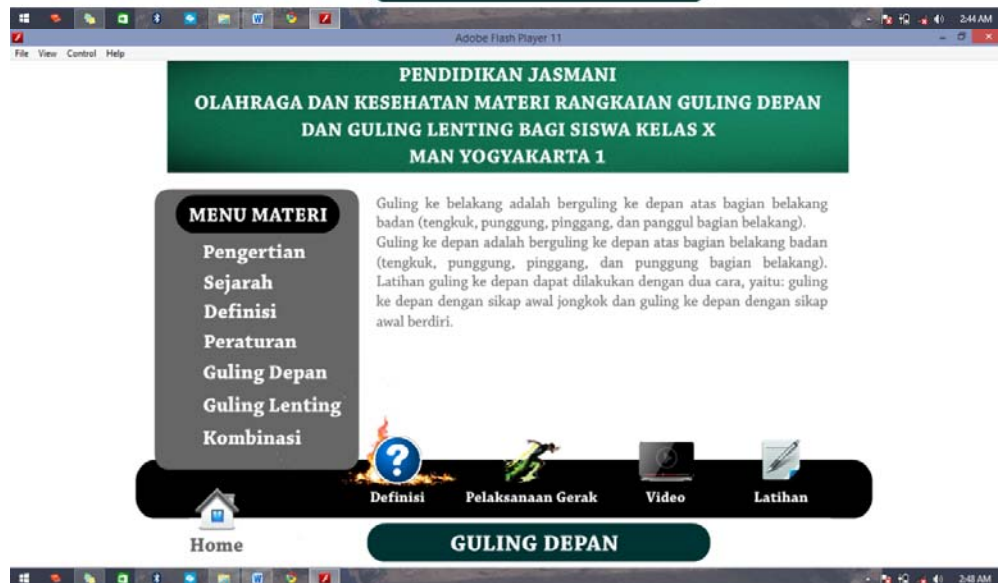 2:44 AM
Adobe Flash Player 11
File View Control Help
PENDIDIKAN JASMANI
OLAHRAGA DAN KESEHATAN MATERI RANGKAIAN GULING DEPAN
DAN GULING LENTING BAGI SISWA KELAS X
MAN YOGYAKARTA 1
MENU MATERI
Pengertian
Sejarah
Definisi
Peraturan
Guling Depan
Guling Lenting
Kombinasi
Guling ke belakang adalah berguling ke depan atas bagian belakang
badan (tengkuk, punggung, pinggang, dan panggul bagian belakang).
Guling ke depan adalah berguling ke depan atas bagian belakang badan
(tengkuk, punggung, pinggang, dan punggung bagian belakang).
Latihan guling ke depan dapat dilakukan dengan dua cara, yaitu: guling
ke depan dengan sikap awal jongkok dan guling ke depan dengan sikap
awal berdiri.
Definisi Pelaksanaan Gerak Video Latihan
Home
GULING DEPAN
2:48 AM